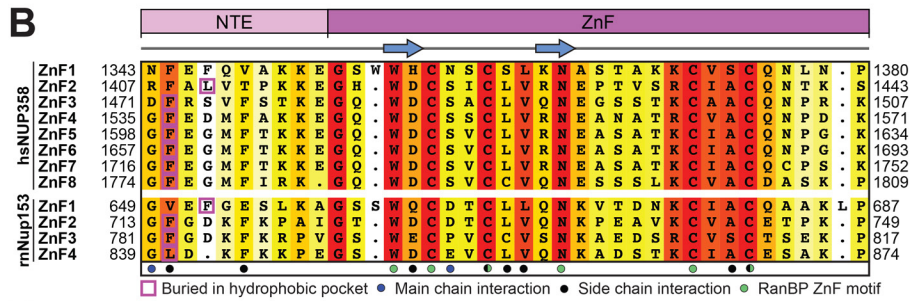 B
NTE ZnF
hsNUP358
ZnF1 1343 N F E F Q V A K K E G S W W H C N S C S L K N A S T A K K C V S C Q N L N . P 1380
ZnF2 1407 R F A L V T P K K E G H . W D C S I C L V R N E P T V S R C I A C Q N T K . S 1443
ZnF3 1471 D F R S V F S T K E G Q . W D C S A C L V Q N E G S S T K C A A C Q N P R . K 1507
ZnF4 1535 G F E D M F A K K E G Q . W D C S S C L V R N E A N A T R C V A C Q N P D . K 1571
ZnF5 1598 G F E G M F T K K E G Q . W D C S V C L V R N E A S A T K C I A C Q N P G . K 1634
ZnF6 1657 G F E G M F T K K E G Q . W D C S V C L V R N E A S A T K C I A C Q N P G . K 1693
ZnF7 1716 G F E G M F T K K E G Q . W D C S V C L V R N E A S A T K C I A C Q C P S . K 1752
ZnF8 1774 G F E G M F I R K . G Q . W D C S V C C V Q N E S S S L K C V A C D A S K . P 1809
rnNup153
ZnF1 649 G V E F G E S L K A G S S W Q C D T C L L Q N K V T D N K C I A C Q A A K L P 687
ZnF2 713 G F G D K F K P A I G T . W D C D T C L V Q N K P E A V K C V A C E T P K . P 749
ZnF3 781 G F G D K F K R P V G S . W E C P V C C V S N K A E D S R C V S C T S E K . P 817
ZnF4 839 G L D . K F K K P E G S . W D C E L C L V Q N K A D S T K C I A C E S A K . P 874
Buried in hydrophobic pocket Main chain interaction Side chain interaction RanBP ZnF motif